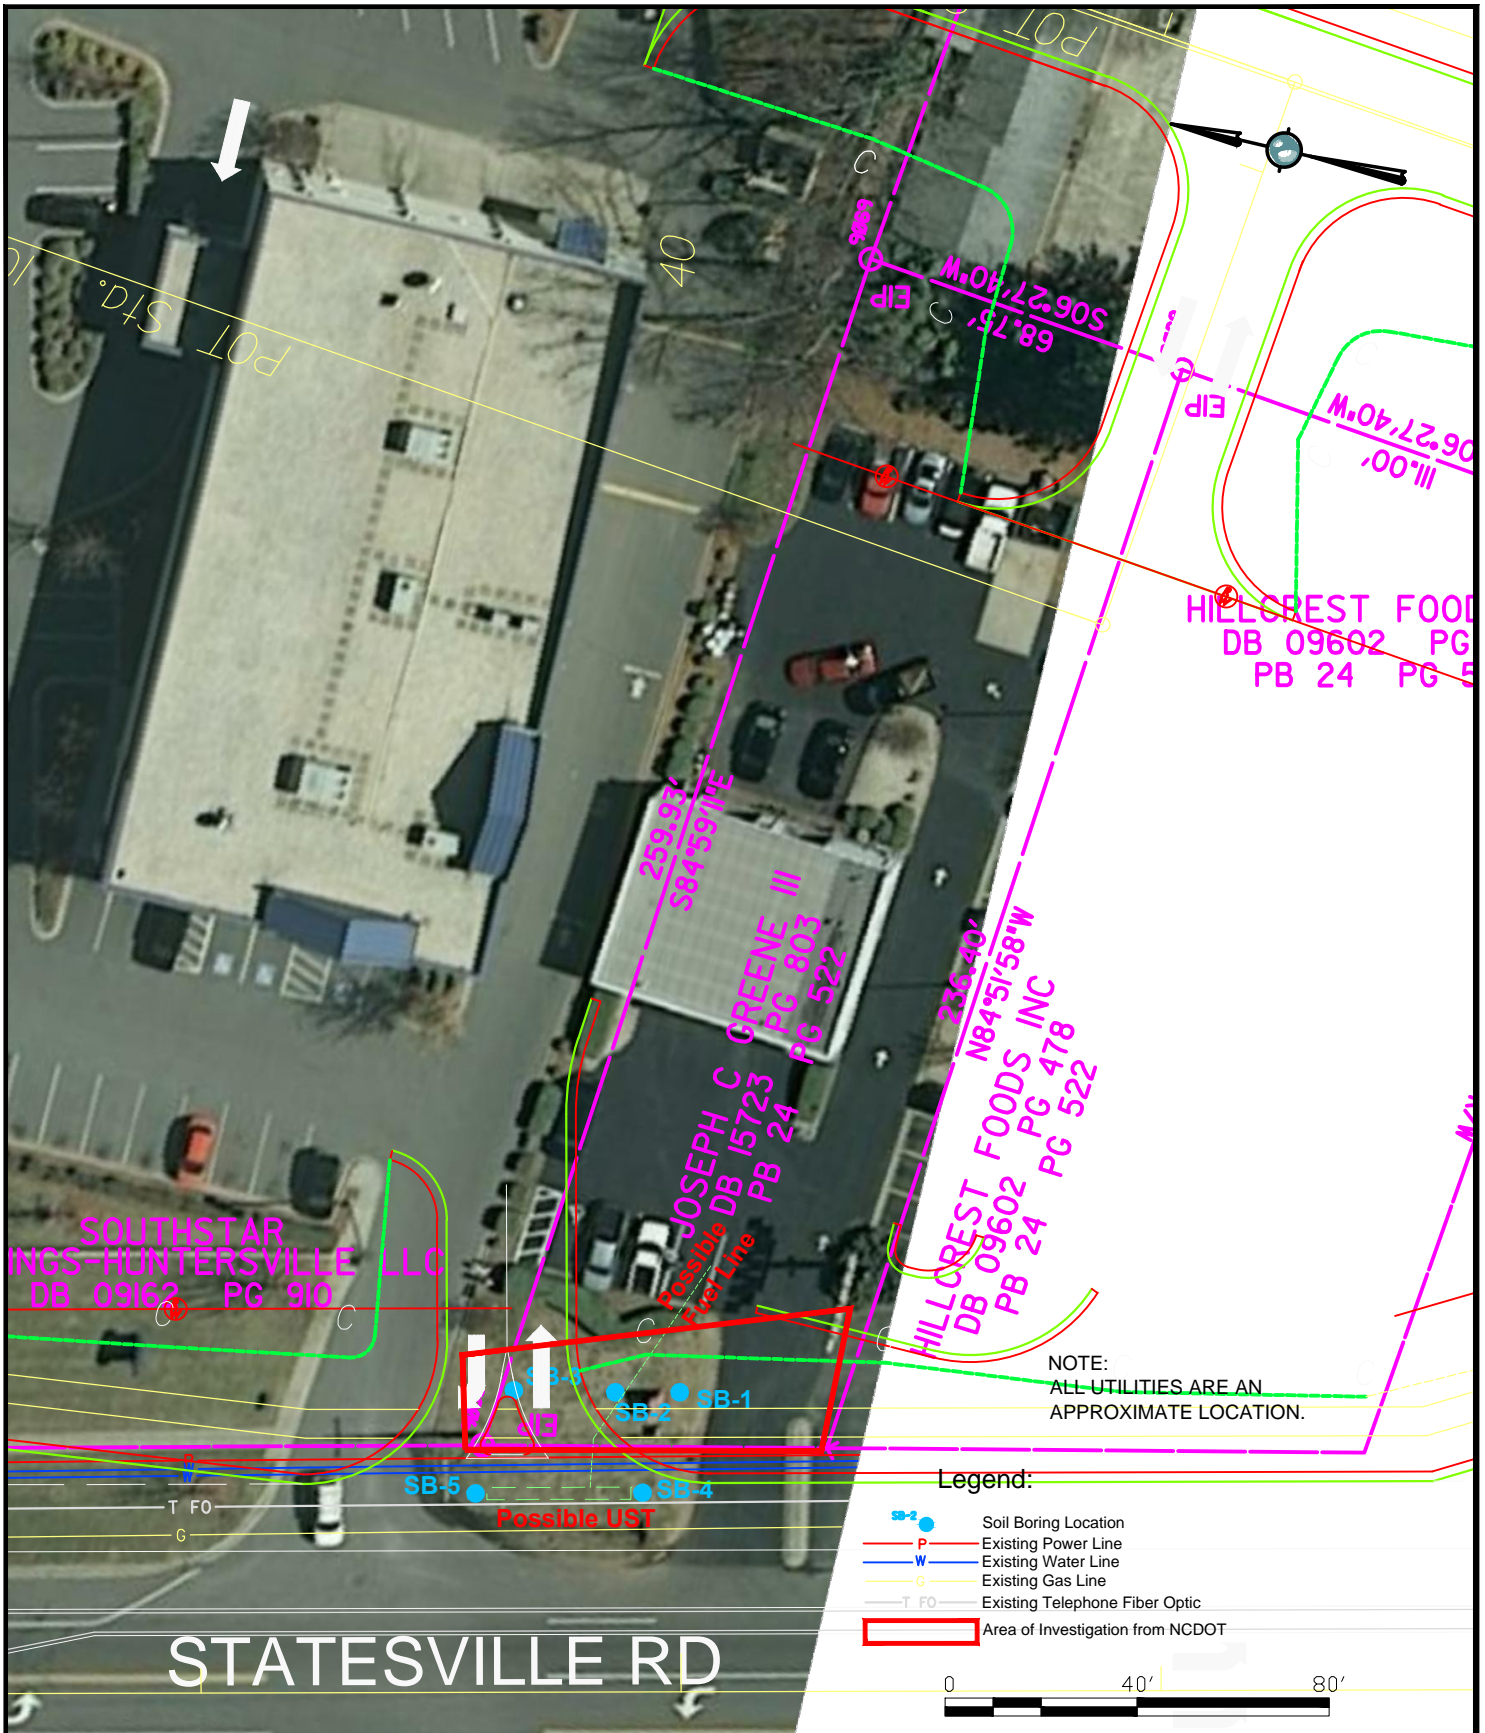 POT
C
40
EIP
S06°27'40"W
68.75'
C
POT Sta.
EIP
06°27'40"W
111.00'
HILLCREST FOOD
DB 09602 PG
PB 24 PG 5
259.93'
S84°59'11"E
236.40'
N84°51'58"W
JOSEPH C GREENE III
DB 15723 PG 803
PB 24 PG 522
HILLCREST FOODS INC
DB 09602 PG 478
PB 24 PG 522
SOUTHSTAR
INGS-HUNTERSVILLE LLC
DB 09162 PG 910
C
C
Possible
Fuel Line
C
C
SB-3
SB-2
SB-1
EIP
NOTE:
ALL UTILITIES ARE AN
APPROXIMATE LOCATION.
P
W
W
SB-5
SB-4
T FO
Possible UST
G
Legend:
SB-2 Soil Boring Location
P Existing Power Line
W Existing Water Line
G Existing Gas Line
T FO Existing Telephone Fiber Optic
Area of Investigation from NCDOT
STATESVILLE RD
0 40' 80'